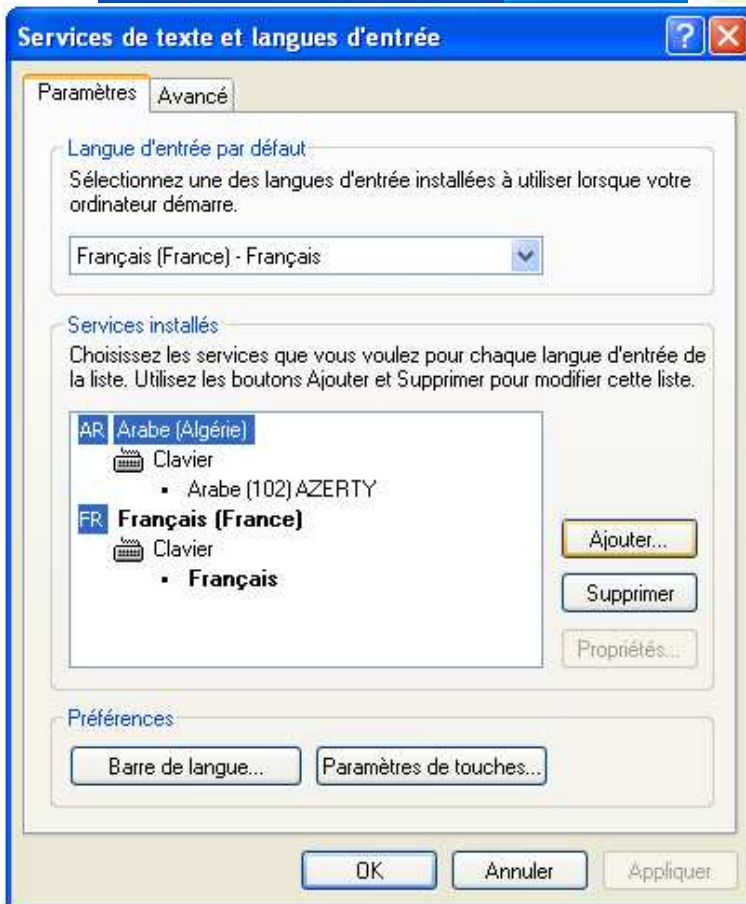 Services de texte et langues d'entrée
Paramètres
Avancé
Langue d'entrée par défaut
Sélectionnez une des langues d'entrée installées à utiliser lorsque votre
ordinateur démarre.
Français (France) - Français
Services installés
Choisissez les services que vous voulez pour chaque langue d'entrée de
la liste. Utilisez les boutons Ajouter et Supprimer pour modifier cette liste.
AR Arabe (Algérie)
Clavier
• Arabe (102) AZERTY
FR Français (France)
Clavier
• Français
Ajouter...
Supprimer
Propriétés...
Préférences
Barre de langue...
Paramètres de touches...
OK
Annuler
Appliquer